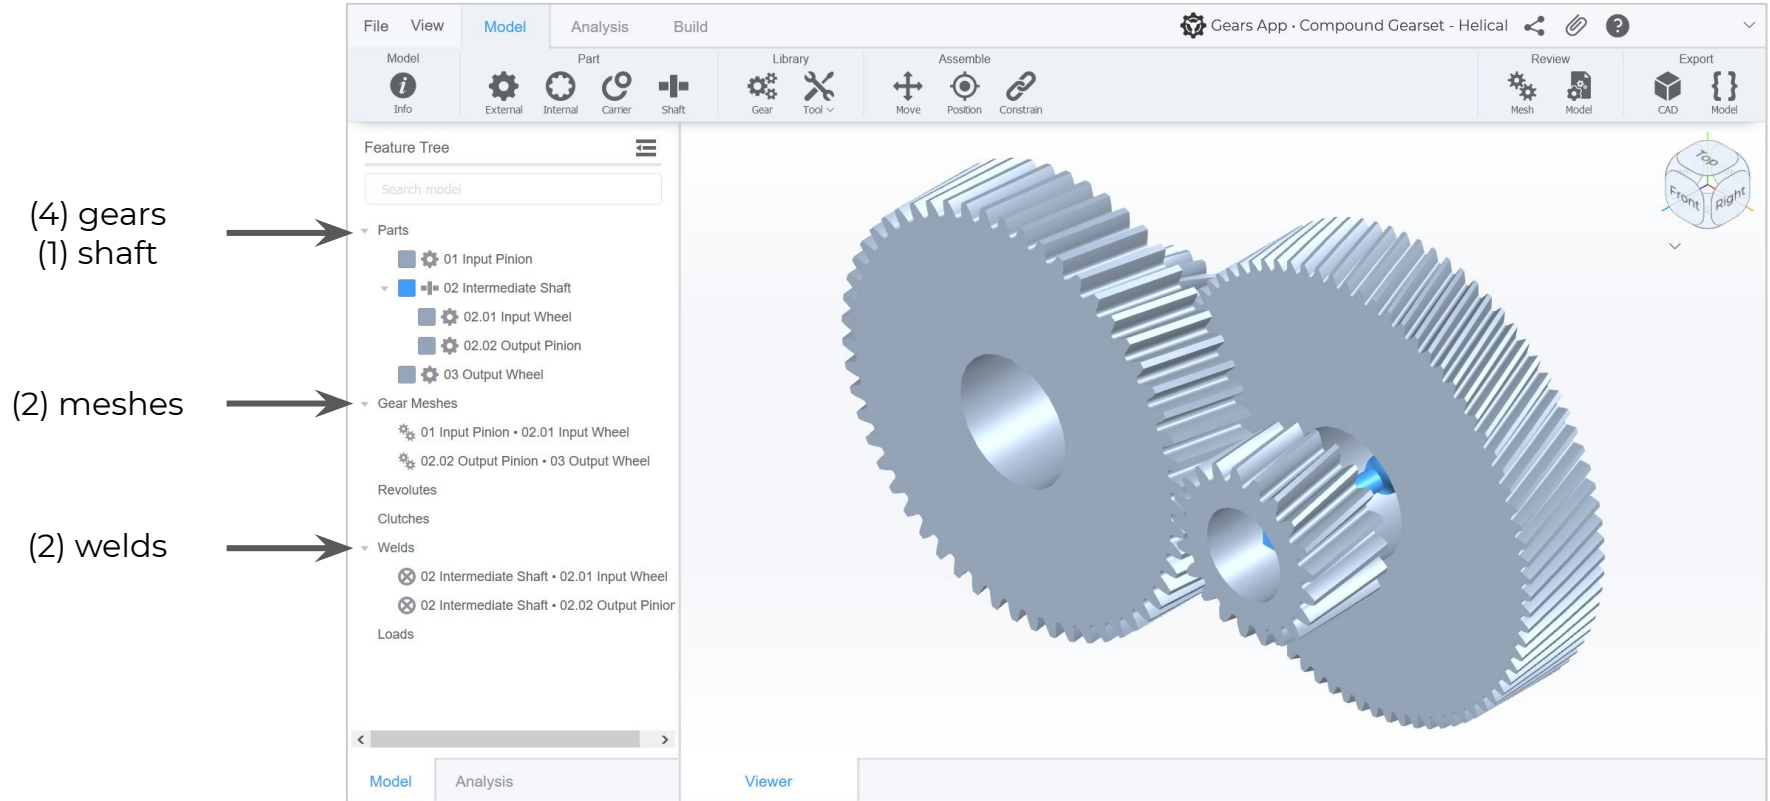 File View Model Analysis Build
Gears App · Compound Gearset - Helical
Model Part Library Assemble Review Export
Info External Internal Carrier Shaft Gear Tool Move Position Constrain Mesh Model CAD Model
Feature Tree
Search model
(4) gears
(1) shaft
Parts
01 Input Pinion
02 Intermediate Shaft
02.01 Input Wheel
02.02 Output Pinion
03 Output Wheel
(2) meshes
Gear Meshes
01 Input Pinion • 02.01 Input Wheel
02.02 Output Pinion • 03 Output Wheel
Revolutes
Clutches
(2) welds
Welds
02 Intermediate Shaft • 02.01 Input Wheel
02 Intermediate Shaft • 02.02 Output Pinion
Loads
Top
Front Right
Model Analysis Viewer